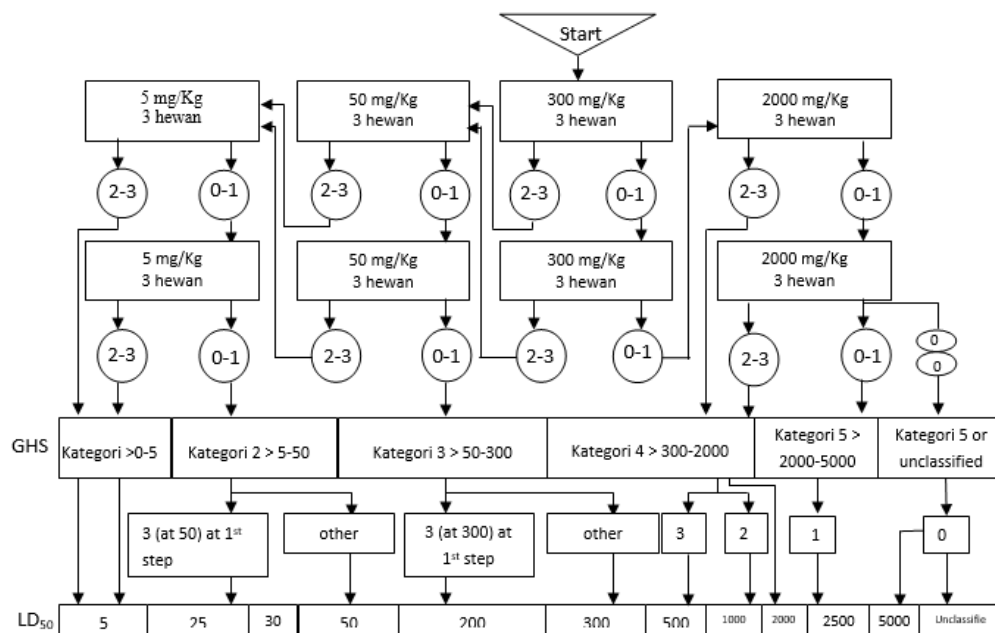 Start
5 mg/Kg
3 hewan
50 mg/Kg
3 hewan
300 mg/Kg
3 hewan
2000 mg/Kg
3 hewan
2-3
0-1
2-3
0-1
2-3
0-1
2-3
0-1
5 mg/Kg
3 hewan
50 mg/Kg
3 hewan
300 mg/Kg
3 hewan
2000 mg/Kg
3 hewan
2-3
0-1
2-3
0-1
2-3
0-1
2-3
0-1
0
0
GHS
Kategori >0-5
Kategori 2 > 5-50
Kategori 3 > 50-300
Kategori 4 > 300-2000
Kategori 5 >
2000-5000
Kategori 5 or
unclassified
3 (at 50) at 1st
step
other
3 (at 300) at
1st step
other
3
2
1
0
LD50
5
25
30
50
200
300
500
1000
2000
2500
5000
Unclassifie